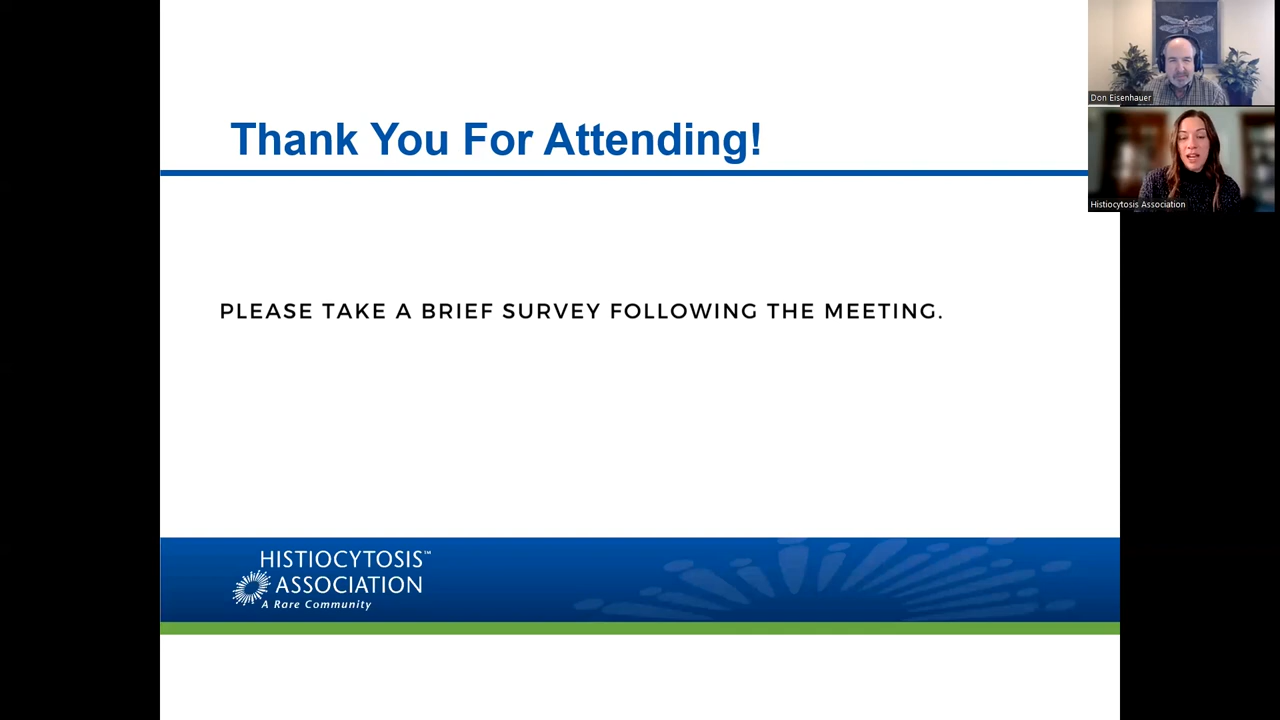 Thank You For Attending!
Don Eisenhauer
Histiocytosis Association
PLEASE TAKE A BRIEF SURVEY FOLLOWING THE MEETING.
HISTIOCYTOSIS™
ASSOCIATION
A Rare Community